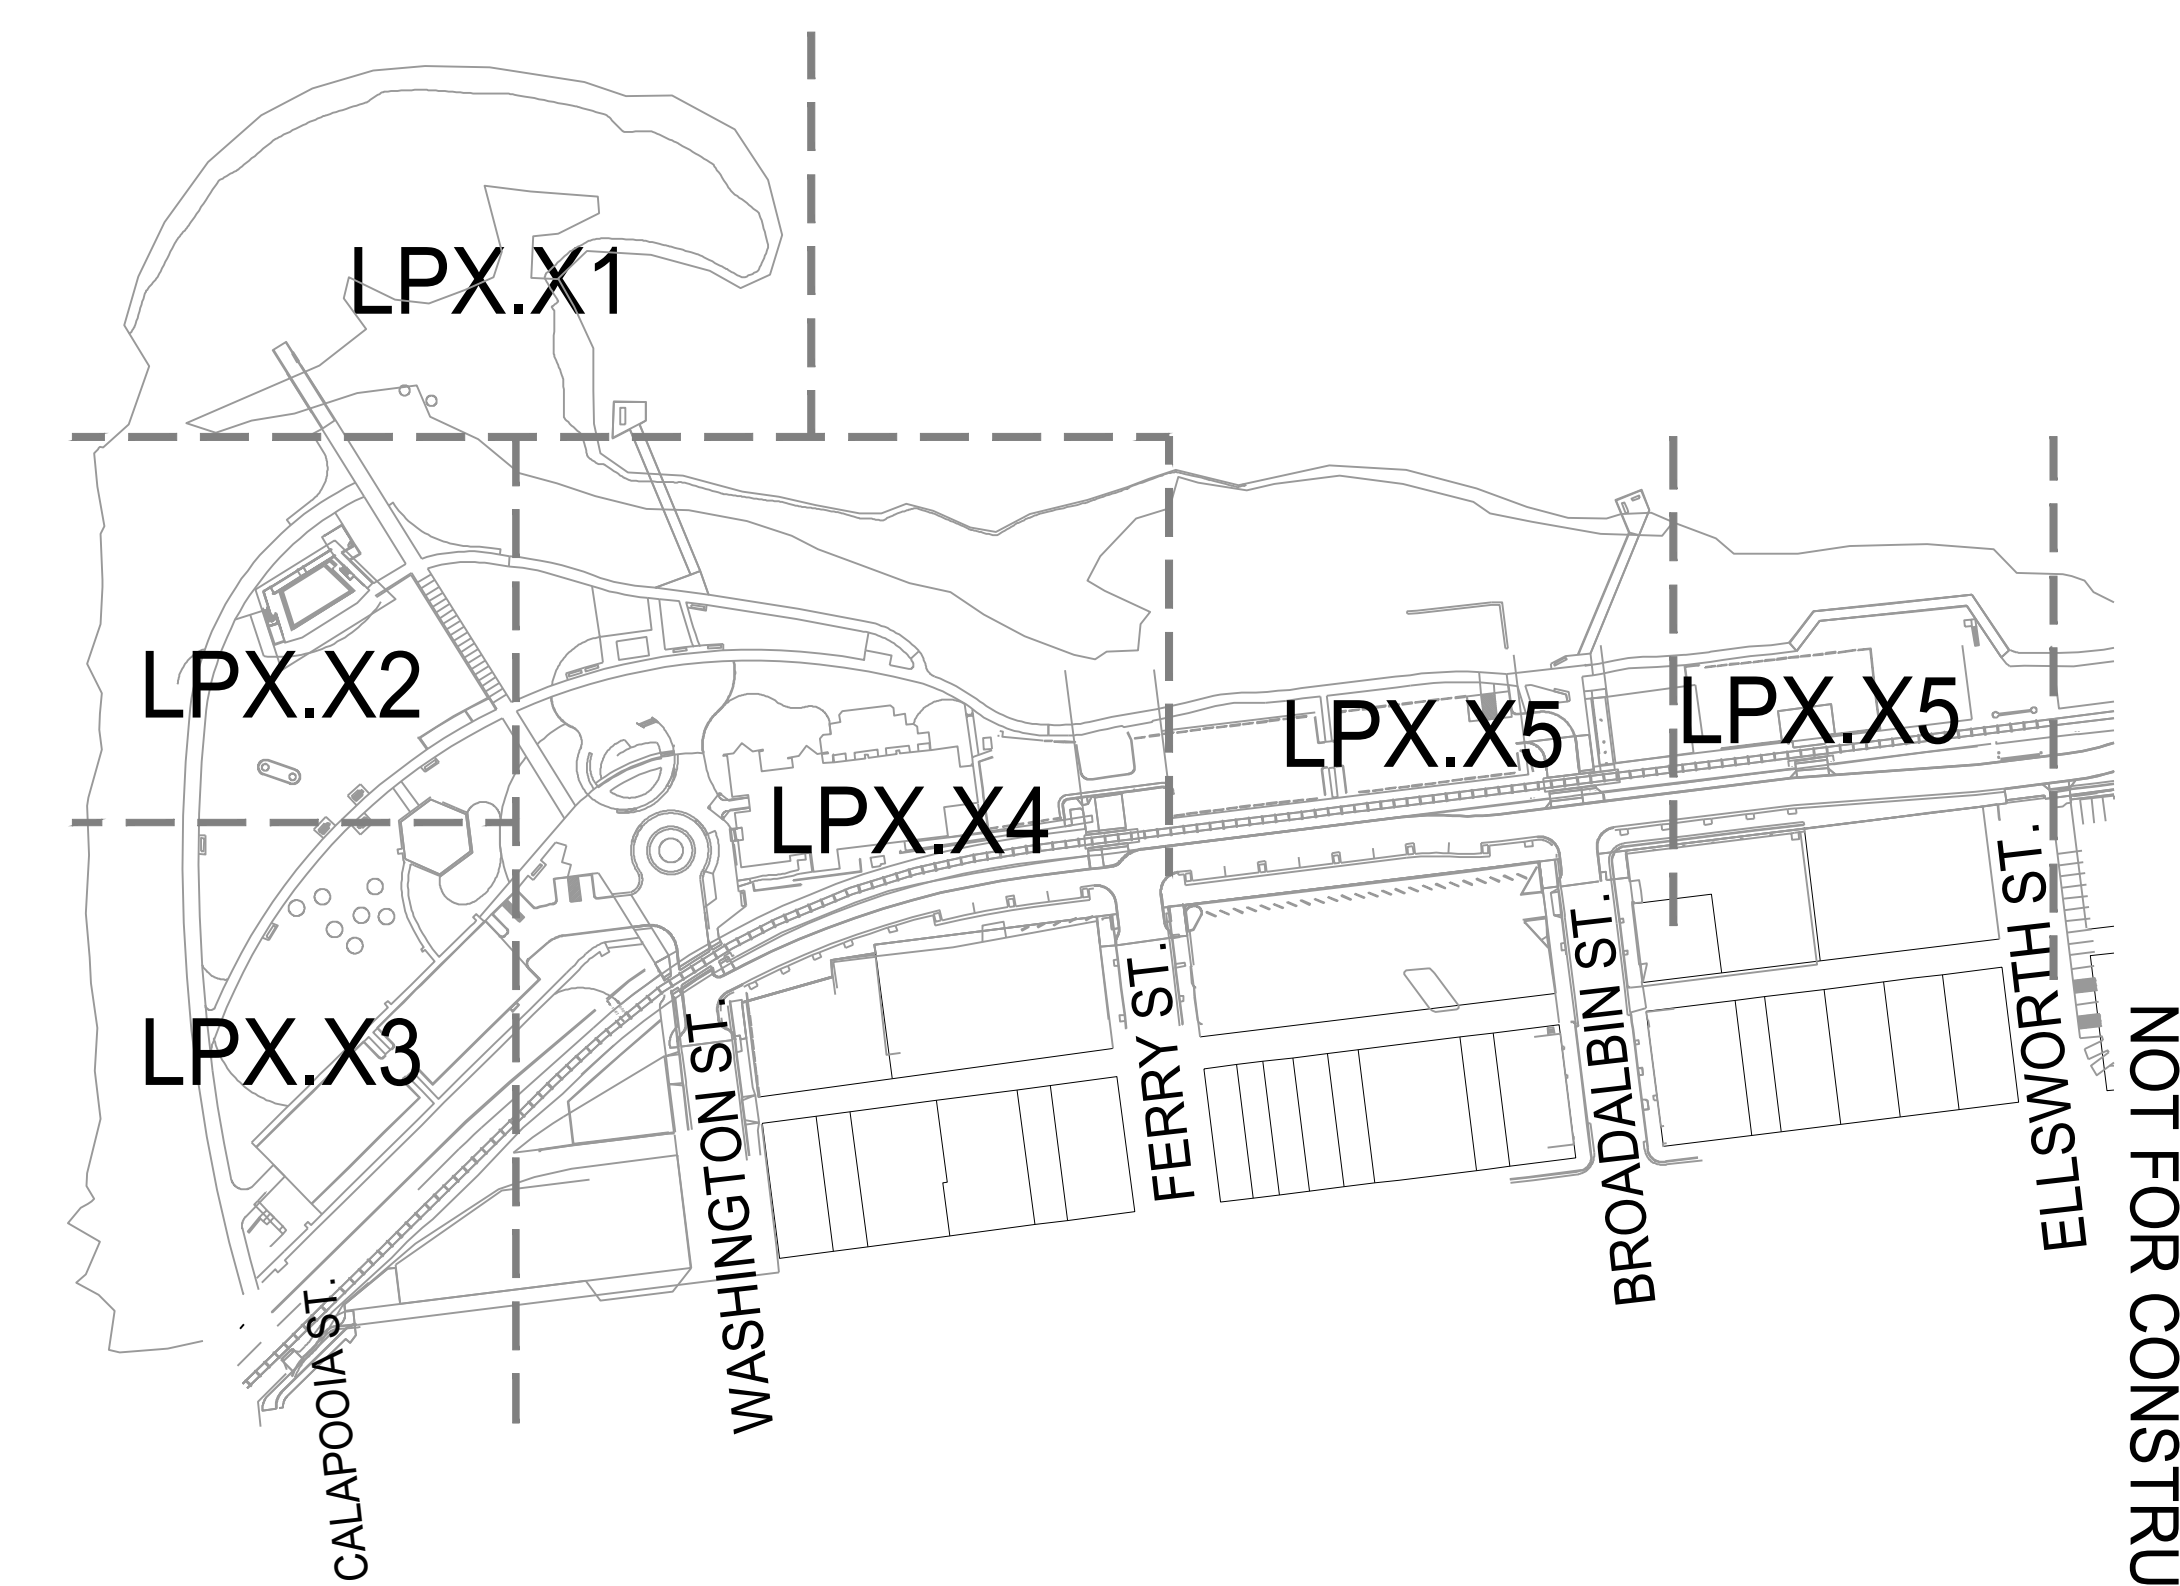 LPX.X1
LPX.X2
LPX.X5
LPX.X5
LPX.X4
LPX.X3
CALAPOOIA ST.
WASHINGTON ST.
FERRY ST.
BROADALBIN ST.
ELLSWORTH ST.
NOT FOR CONSTRU